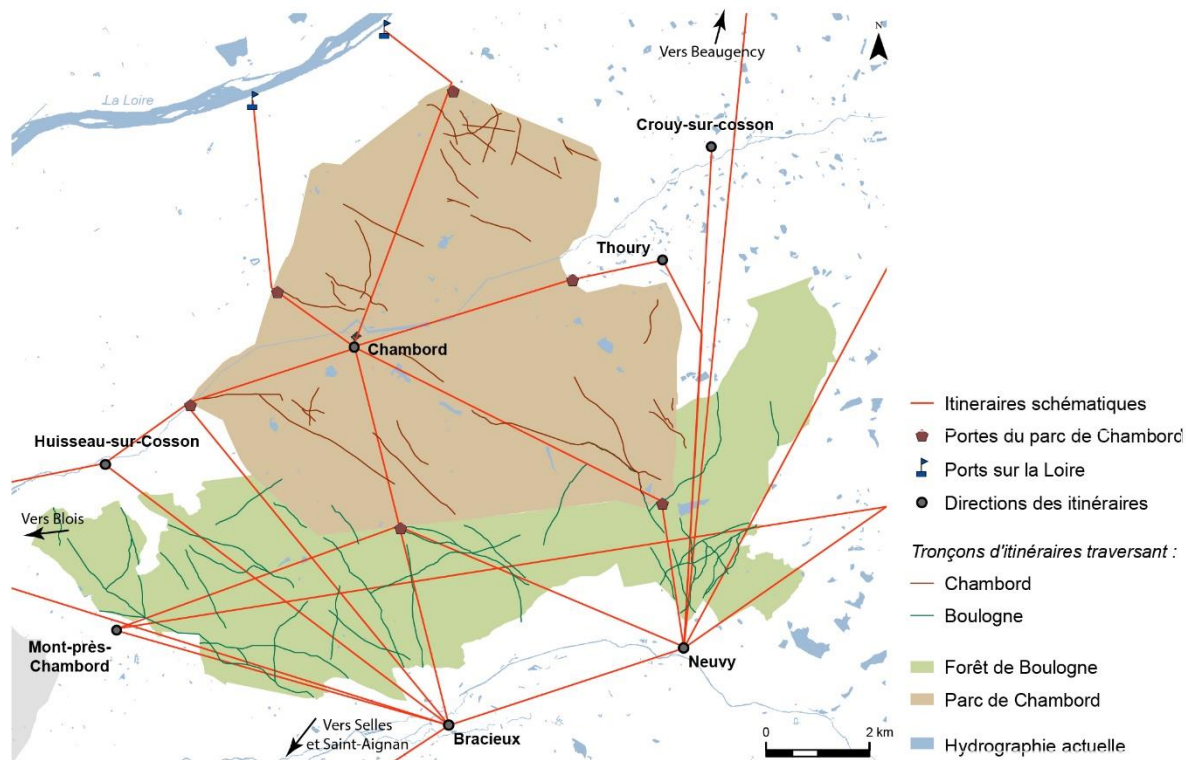 Vers Beaugency
N
La Loire
Crouy-sur-cosson
Thoury
Chambord
Huisseau-sur-Cosson
Vers Blois
Mont-près-
Chambord
Neuvy
Vers Selles
et Saint-Aignan
Bracieux
0 2 km
Itineraires schématiques
Portes du parc de Chambord
Ports sur la Loire
Directions des itinéraires
Tronçons d'itinéraires traversant :
Chambord
Boulogne
Forêt de Boulogne
Parc de Chambord
Hydrographie actuelle